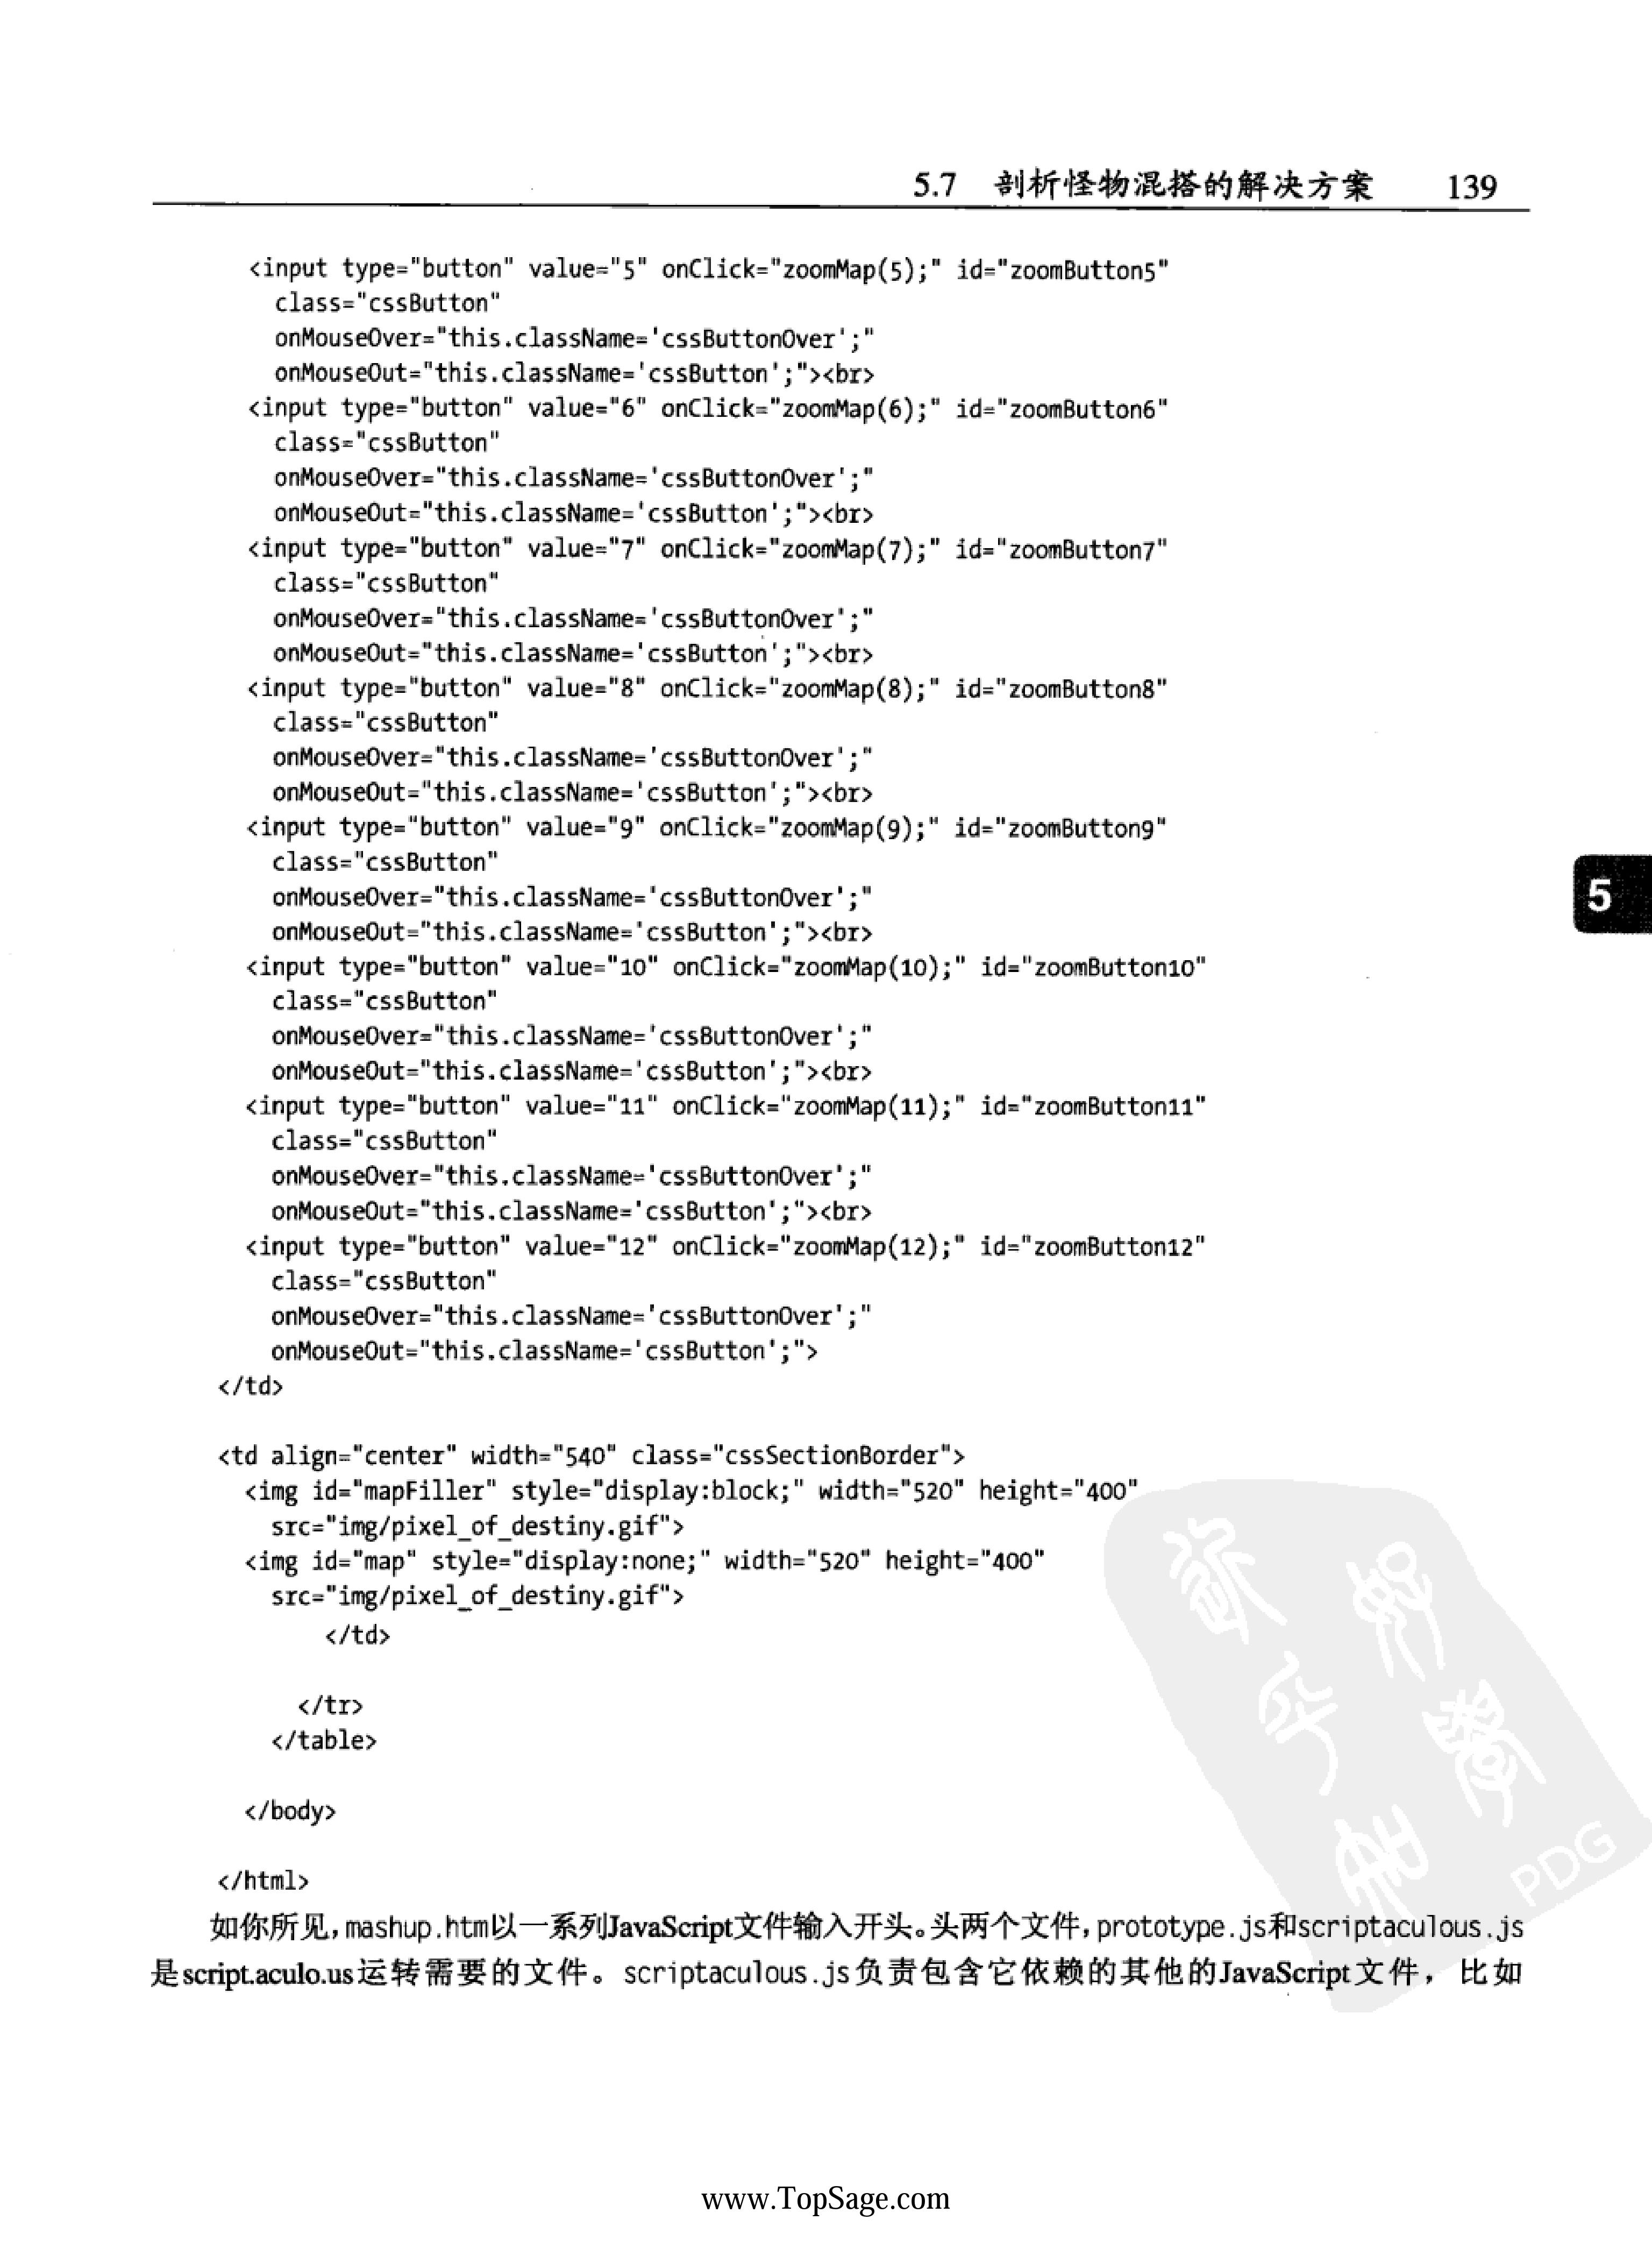 5.7 剖析怪物混搭的解决方案 139
<input type="button" value="5" onClick="zoomMap(5);" id="zoomButton5"
class="cssButton"
onMouseOver="this.className='cssButtonOver';"
onMouseOut="this.className='cssButton';"><br>
<input type="button" value="6" onClick="zoomMap(6);" id="zoomButton6"
class="cssButton"
onMouseOver="this.className='cssButtonOver';"
onMouseOut="this.className='cssButton';"><br>
<input type="button" value="7" onClick="zoomMap(7);" id="zoomButton7"
class="cssButton"
onMouseOver="this.className='cssButtonOver';"
onMouseOut="this.className='cssButton';"><br>
<input type="button" value="8" onClick="zoomMap(8);" id="zoomButton8"
class="cssButton"
onMouseOver="this.className='cssButtonOver';"
onMouseOut="this.className='cssButton';"><br>
<input type="button" value="9" onClick="zoomMap(9);" id="zoomButton9"
class="cssButton"
onMouseOver="this.className='cssButtonOver';"
5
onMouseOut="this.className='cssButton';"><br>
<input type="button" value="10" onClick="zoomMap(10);" id="zoomButton10"
class="cssButton"
onMouseOver="this.className='cssButtonOver';"
onMouseOut="this.className='cssButton';"><br>
<input type="button" value="11" onClick="zoomMap(11);" id="zoomButton11"
class="cssButton"
onMouseOver="this.className='cssButtonOver';"
onMouseOut="this.className='cssButton';"><br>
<input type="button" value="12" onClick="zoomMap(12);" id="zoomButton12"
class="cssButton"
onMouseOver="this.className='cssButtonOver';"
onMouseOut="this.className='cssButton';">
</td>
<td align="center" width="540" class="cssSectionBorder">
<img id="mapFiller" style="display:block;" width="520" height="400"
src="img/pixel_of_destiny.gif">
<img id="map" style="display:none;" width="520" height="400"
src="img/pixel_of_destiny.gif">
</td>
</tr>
</table>
</body>
</html>
PDG
如你所见,mashup.htm以一系列JavaScript文件输入开头。头两个文件,prototype.js和scriptaculous.js
是script.aculo.us运转需要的文件。scriptaculous.js负责包含它依赖的其他的JavaScript文件，比如
www.TopSage.com